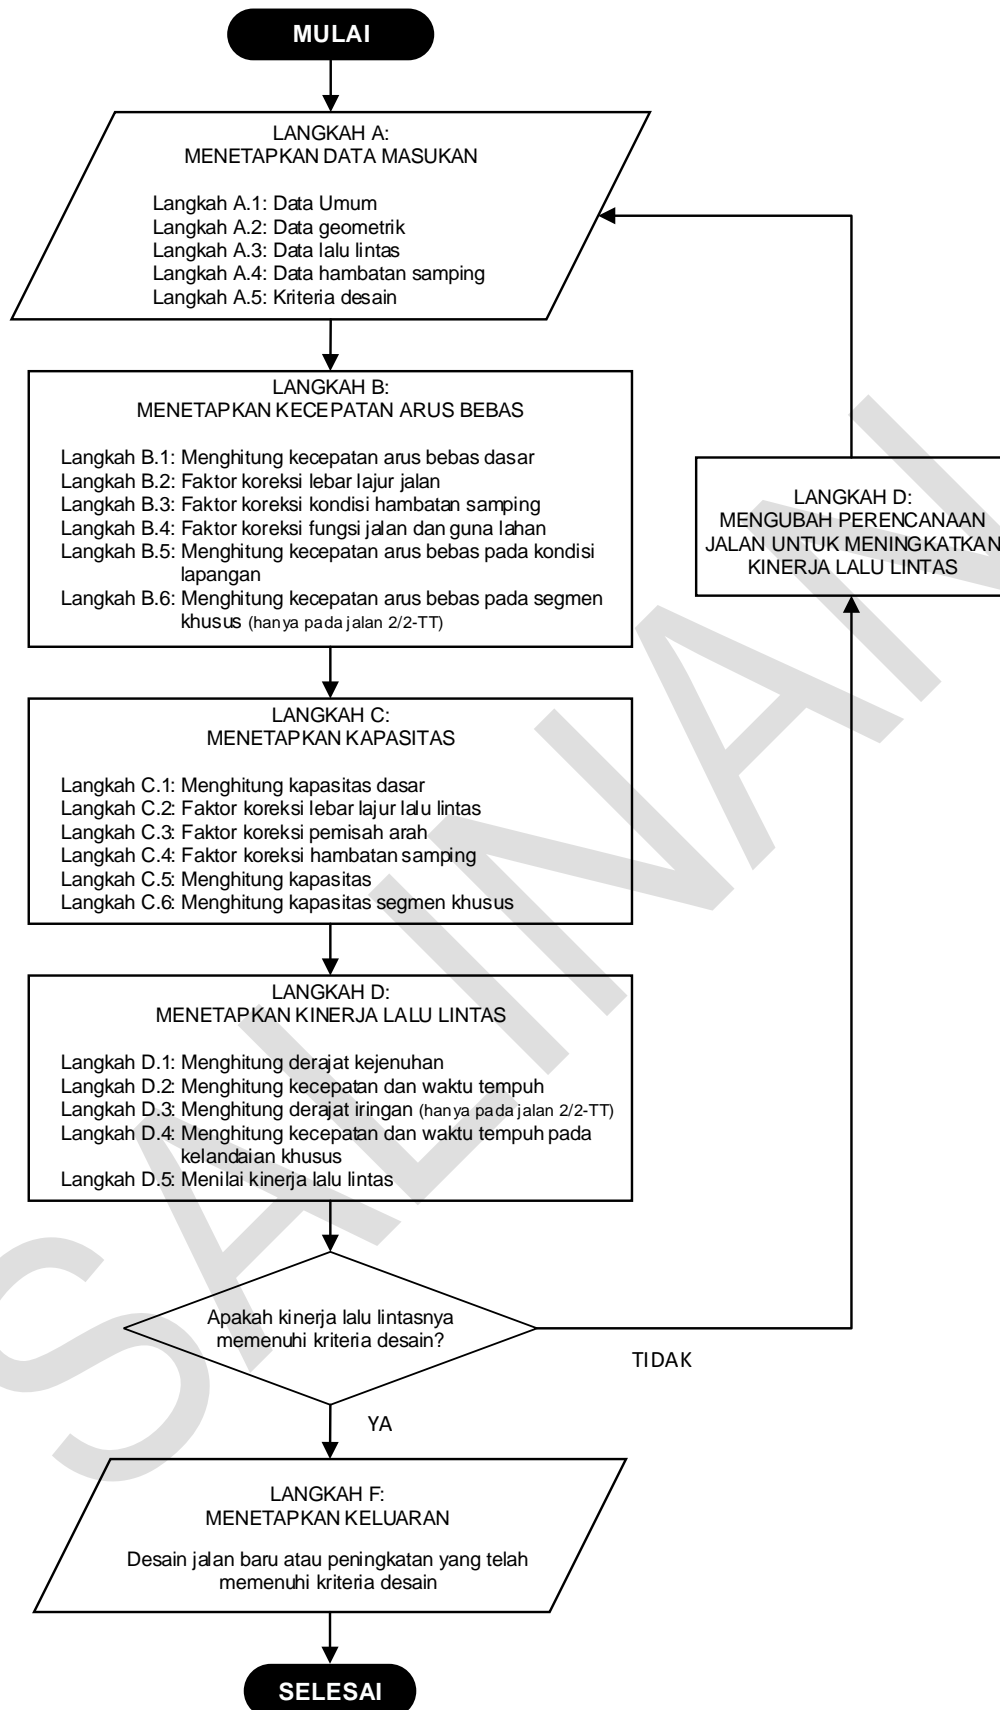 MULAI
LANGKAH A:
MENETAPKAN DATA MASUKAN
Langkah A.1: Data Umum
Langkah A.2: Data geometrik
Langkah A.3: Data lalu lintas
Langkah A.4: Data hambatan samping
Langkah A.5: Kriteria desain
LANGKAH B:
MENETAPKAN KECEPATAN ARUS BEBAS
Langkah B.1: Menghitung kecepatan arus bebas dasar
Langkah B.2: Faktor koreksi lebar lajur jalan
Langkah B.3: Faktor koreksi kondisi hambatan samping
Langkah B.4: Faktor koreksi fungsi jalan dan guna lahan
Langkah B.5: Menghitung kecepatan arus bebas pada kondisi
lapangan
Langkah B.6: Menghitung kecepatan arus bebas pada segmen
khusus (hanya pada jalan 2/2-TT)
LANGKAH C:
MENETAPKAN KAPASITAS
Langkah C.1: Menghitung kapasitas dasar
Langkah C.2: Faktor koreksi lebar lajur lalu lintas
Langkah C.3: Faktor koreksi pemisah arah
Langkah C.4: Faktor koreksi hambatan samping
Langkah C.5: Menghitung kapasitas
Langkah C.6: Menghitung kapasitas segmen khusus
LANGKAH D:
MENETAPKAN KINERJA LALU LINTAS
Langkah D.1: Menghitung derajat kejenuhan
Langkah D.2: Menghitung kecepatan dan waktu tempuh
Langkah D.3: Menghitung derajat iringan (hanya pada jalan 2/2-TT)
Langkah D.4: Menghitung kecepatan dan waktu tempuh pada
kelandaian khusus
Langkah D.5: Menilai kinerja lalu lintas
Apakah kinerja lalu lintasnya
memenuhi kriteria desain?
TIDAK
LANGKAH D:
MENGUBAH PERENCANAAN
JALAN UNTUK MENINGKATKAN
KINERJA LALU LINTAS
YA
LANGKAH F:
MENETAPKAN KELUARAN
Desain jalan baru atau peningkatan yang telah
memenuhi kriteria desain
SELESAI
SALINAN